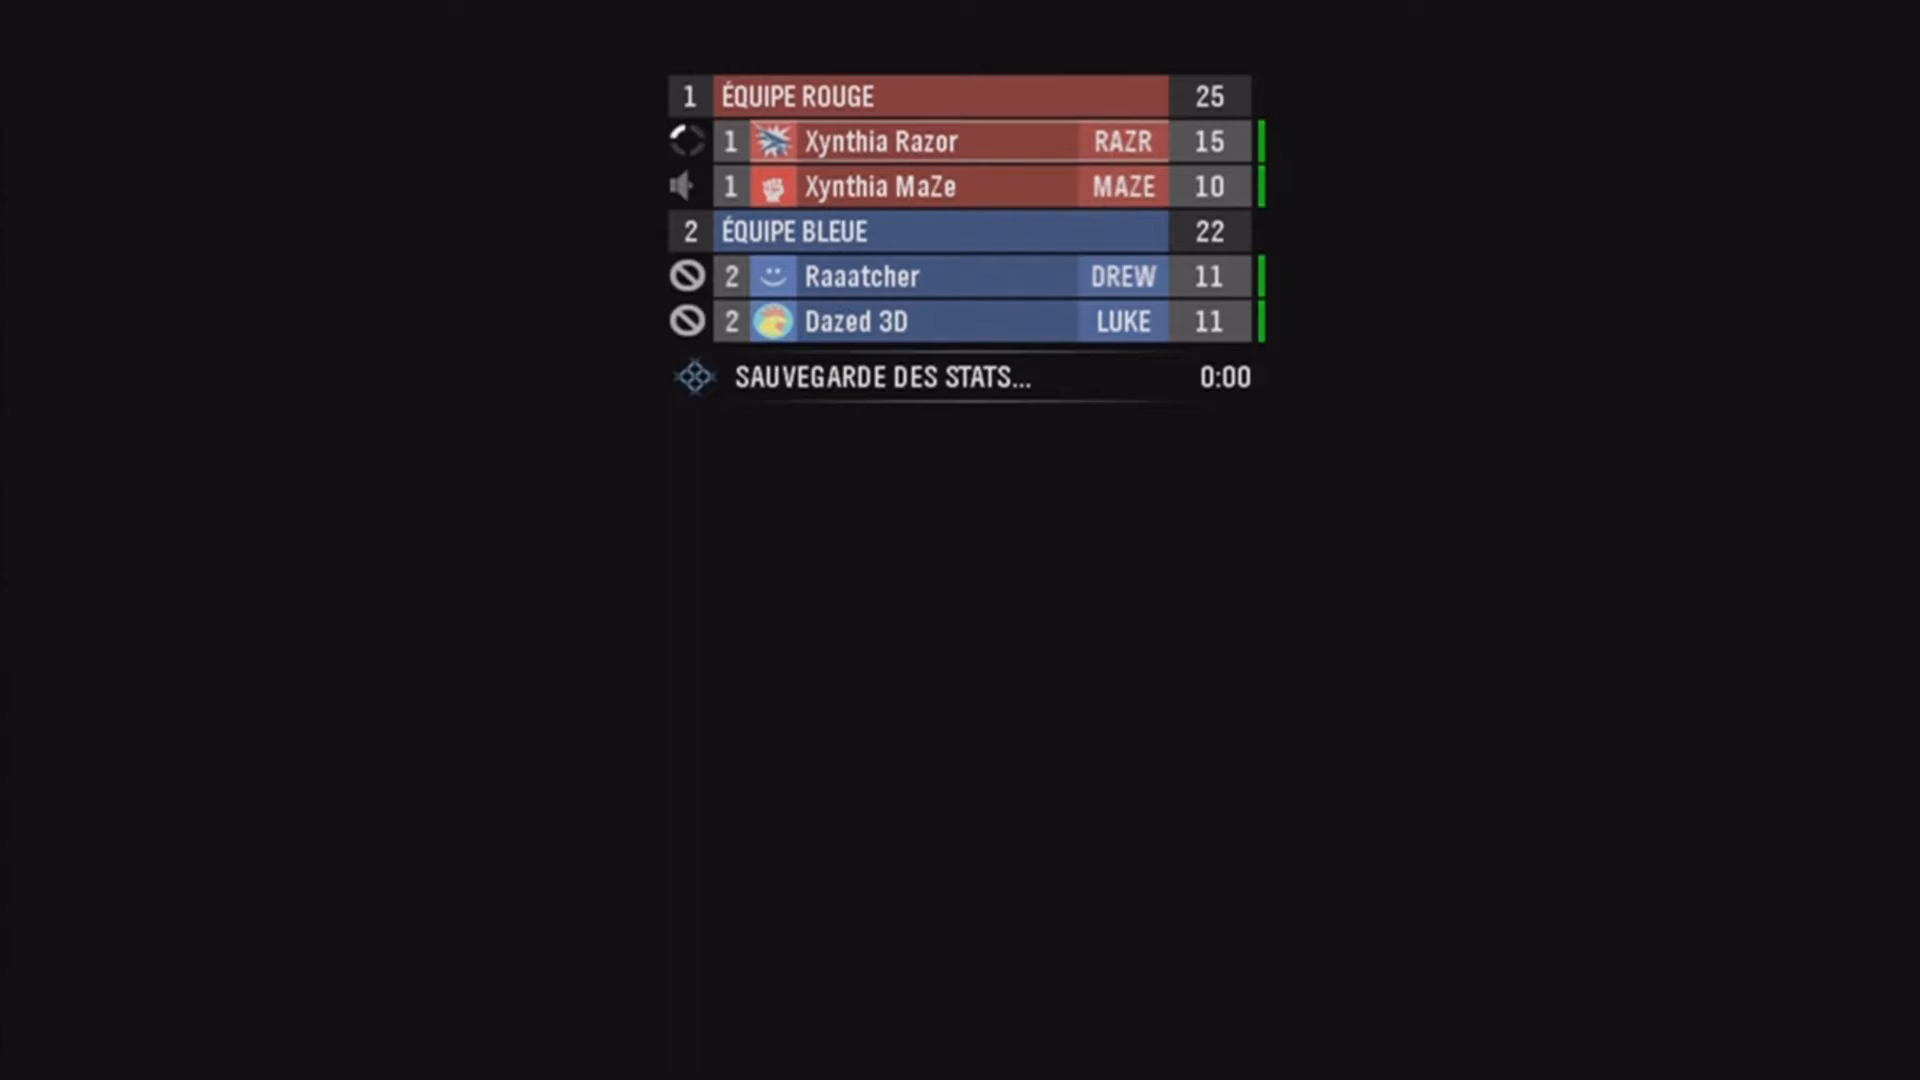 1 ÉQUIPE ROUGE 25
1 Xynthia Razor RAZR 15
1 Xynthia MaZe MAZE 10
2 ÉQUIPE BLEUE 22
2 Raaatcher DREW 11
2 Dazed 3D LUKE 11
SAUVEGARDE DES STATS... 0:00